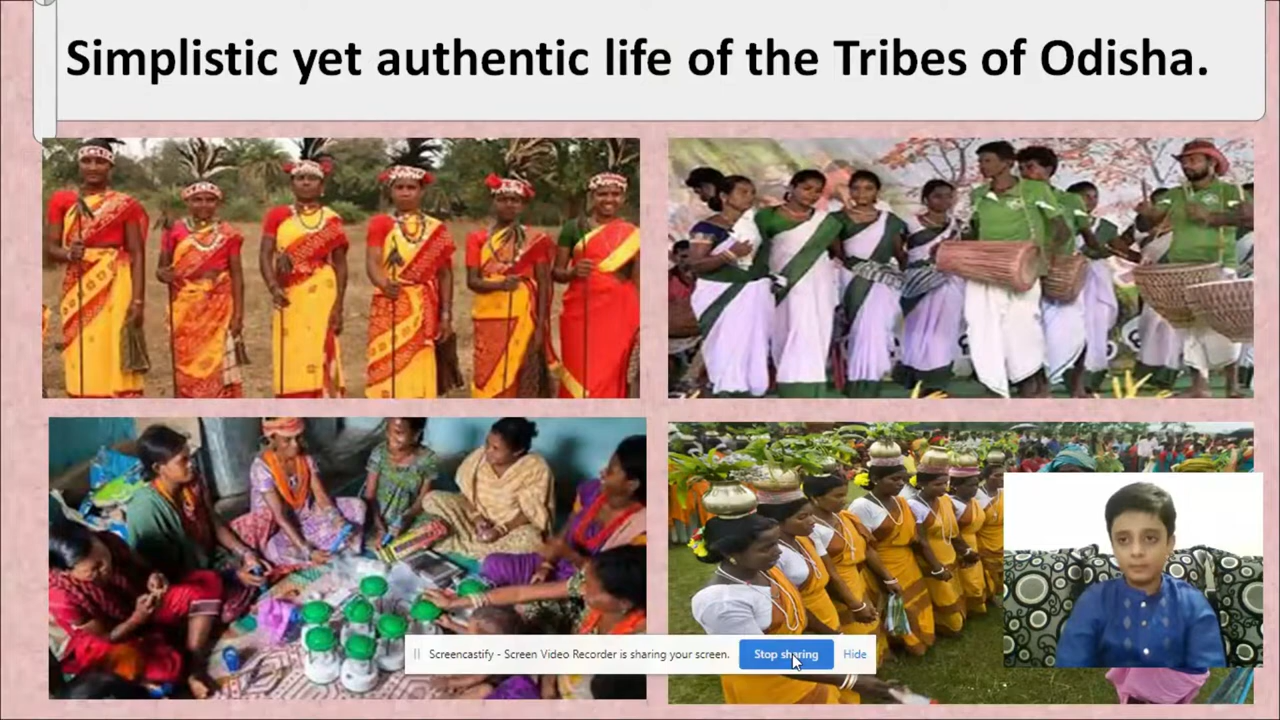 Simplistic yet authentic life of the Tribes of Odisha.
Screencastify - Screen Video Recorder is sharing your screen. Stop sharing Hide